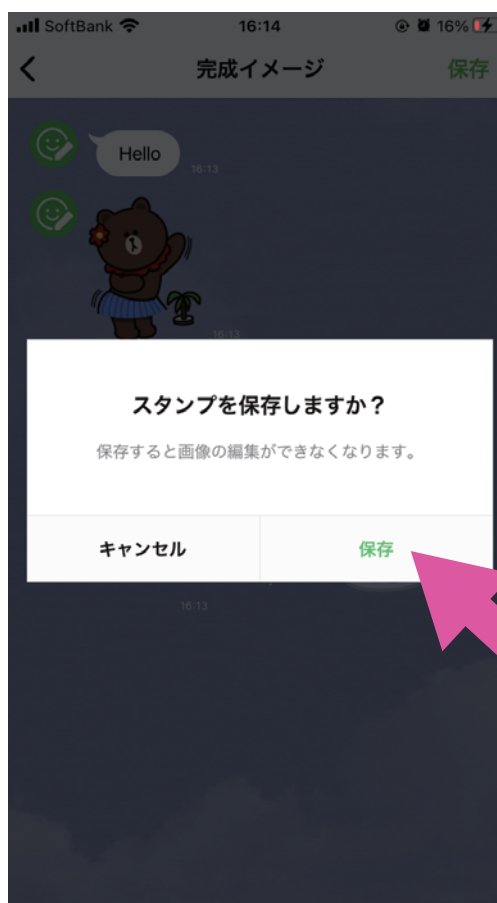 SoftBank 16:14 16%
完成イメージ 保存
Hello
16:13
16:13
スタンプを保存しますか？
保存すると画像の編集ができなくなります。
キャンセル 保存
16:13